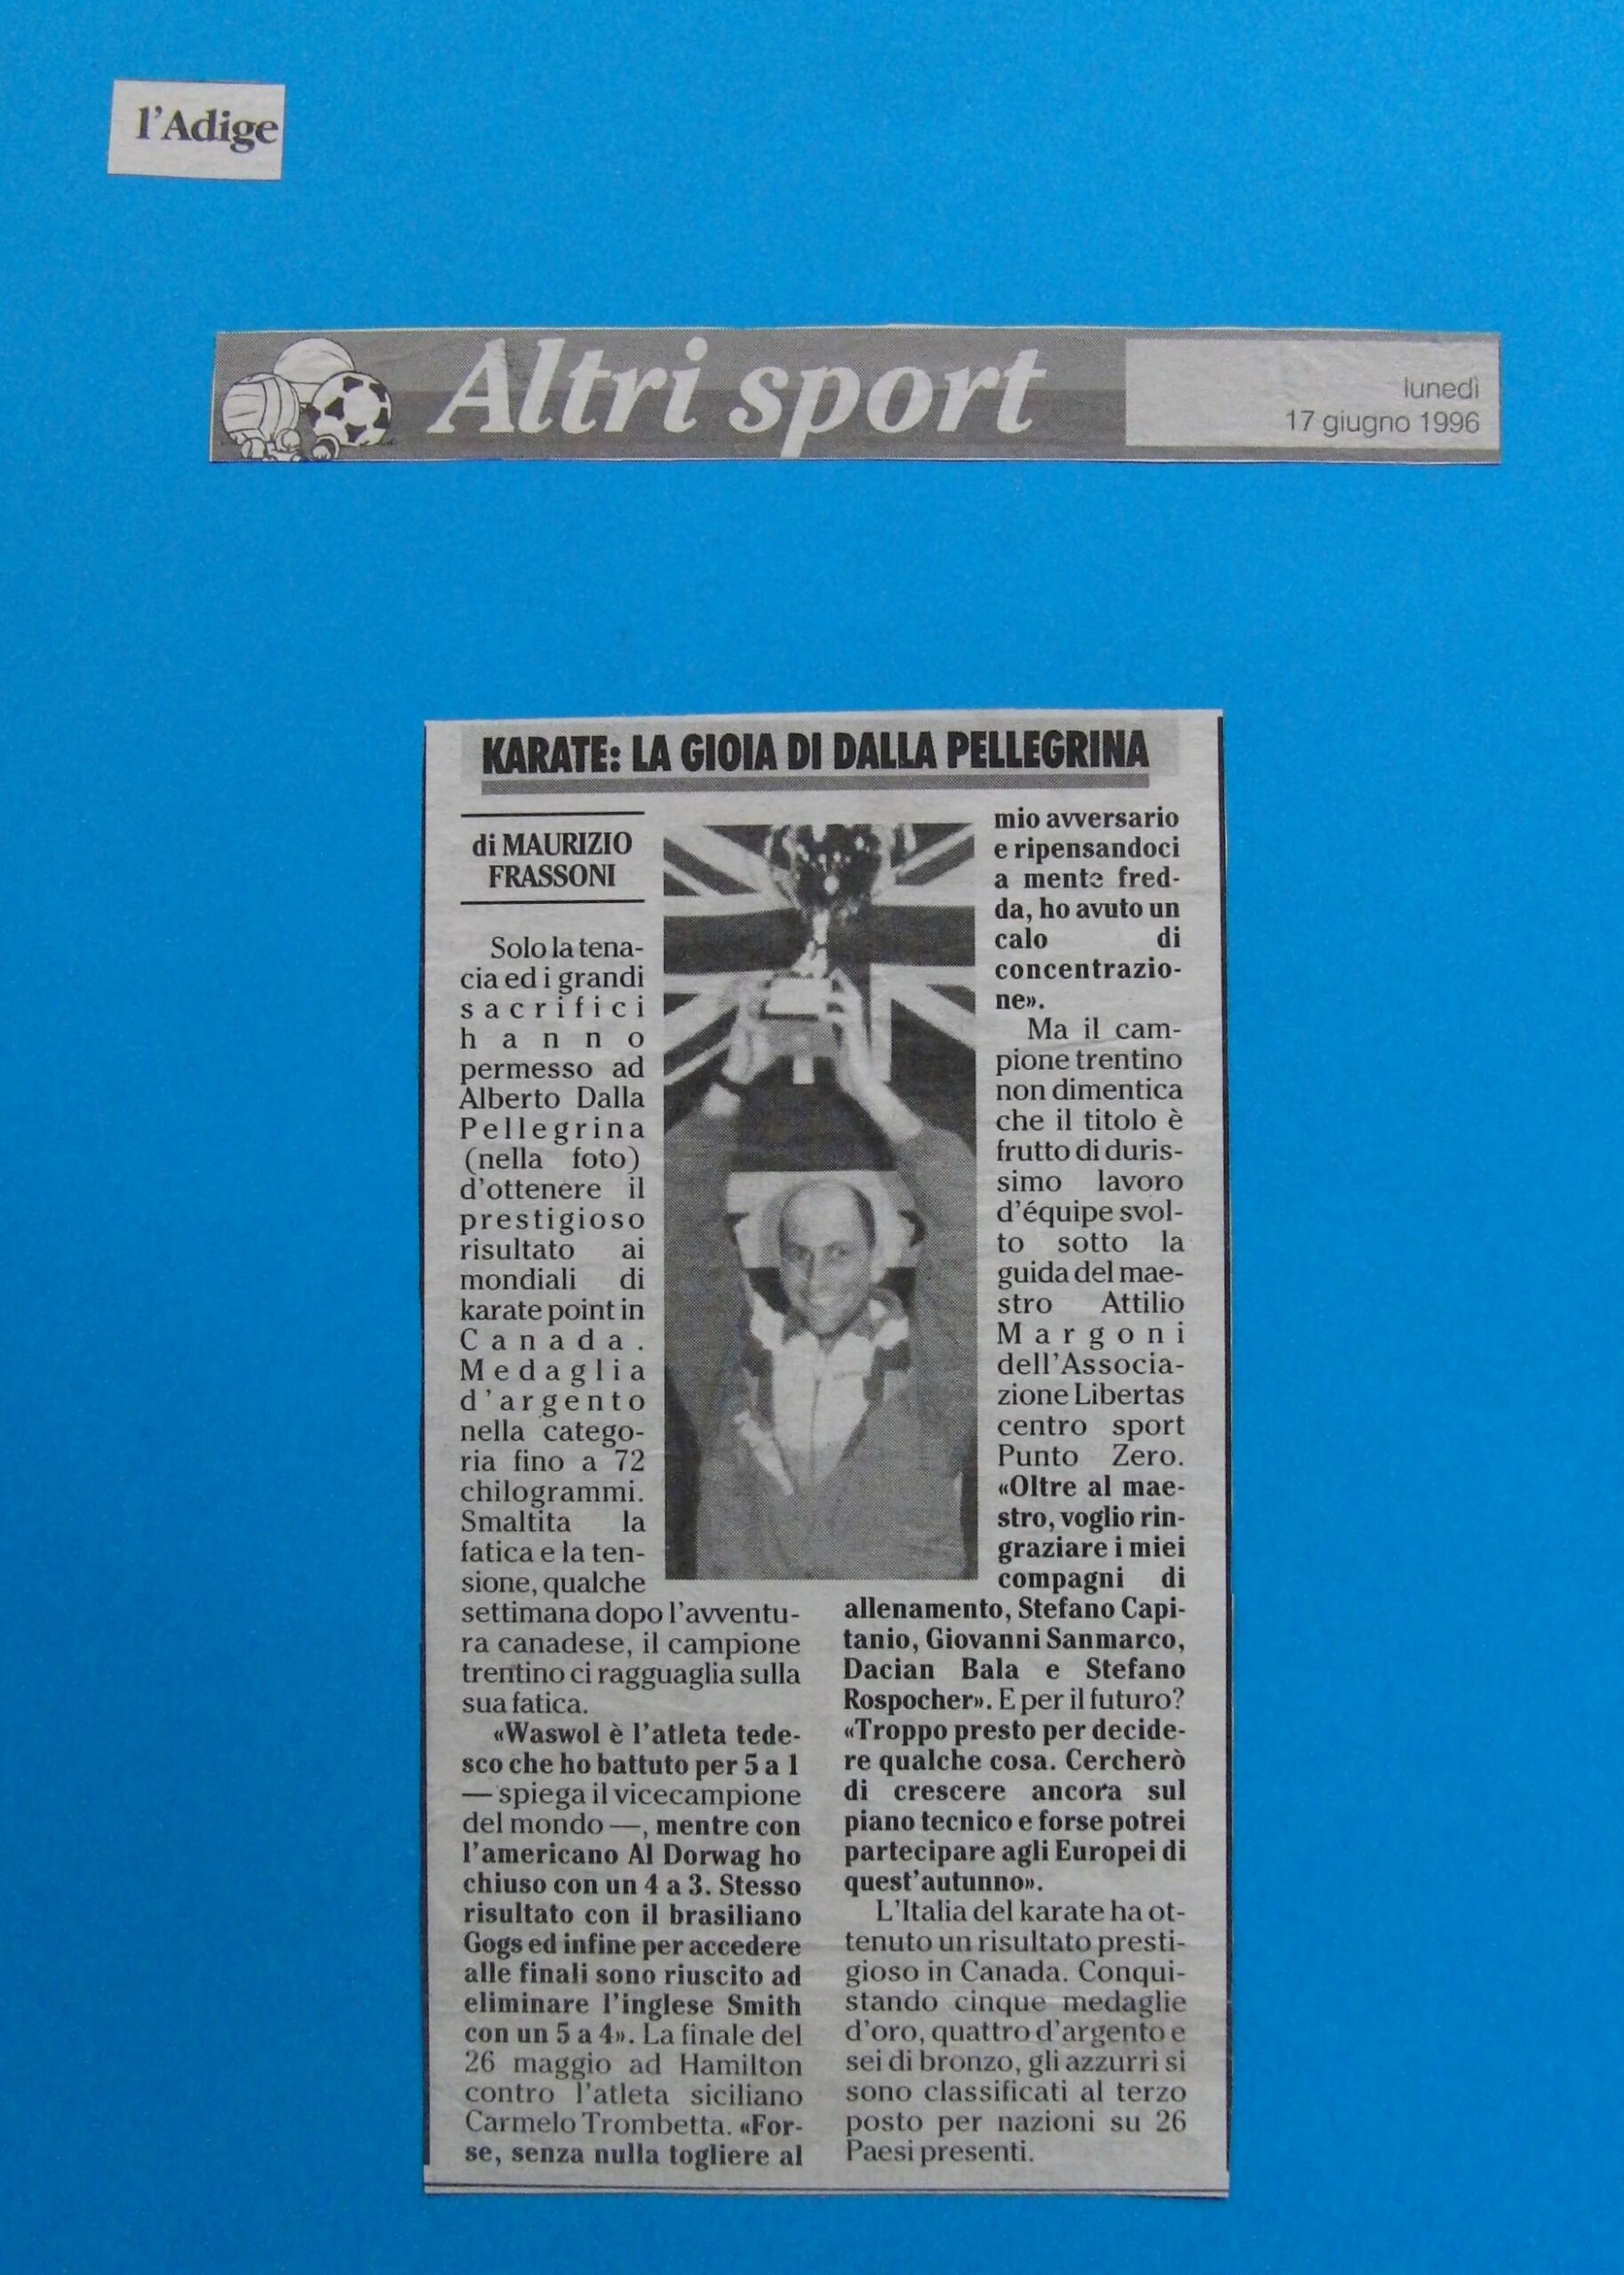 l'Adige
Altri sport
lunedì
17 giugno 1996
KARATE: LA GIOIA DI DALLA PELLEGRINA
di MAURIZIO
FRASSONI
Solo la tena-
cia ed i grandi
sacrifici
hanno
permesso ad
Alberto Dalla
Pellegrina
(nella foto)
d'ottenere il
prestigioso
risultato ai
mondiali di
karate point in
Canada.
Medaglia
d'argento
nella catego-
ria fino a 72
chilogrammi.
Smaltita la
fatica e la ten-
sione, qualche
settimana dopo l'avventu-
ra canadese, il campione
trentino ci ragguaglia sulla
sua fatica.
«Waswol è l'atleta tede-
sco che ho battuto per 5 a 1
— spiega il vicecampione
del mondo —, mentre con
l'americano Al Dorwag ho
chiuso con un 4 a 3. Stesso
risultato con il brasiliano
Gogs ed infine per accedere
alle finali sono riuscito ad
eliminare l'inglese Smith
con un 5 a 4». La finale del
26 maggio ad Hamilton
contro l'atleta siciliano
Carmelo Trombetta. «For-
se, senza nulla togliere al
mio avversario
e ripensandoci
a mente fred-
da, ho avuto un
calo di
concentrazio-
ne».
Ma il cam-
pione trentino
non dimentica
che il titolo è
frutto di duris-
simo lavoro
d'équipe svol-
to sotto la
guida del mae-
stro Attilio
Margoni
dell'Associa-
zione Libertas
centro sport
Punto Zero.
«Oltre al mae-
stro, voglio rin-
graziare i miei
compagni di
allenamento, Stefano Capi-
tanio, Giovanni Sanmarco,
Dacian Bala e Stefano
Rospocher». E per il futuro?
«Troppo presto per decide-
re qualche cosa. Cercherò
di crescere ancora sul
piano tecnico e forse potrei
partecipare agli Europei di
quest'autunno».
L'Italia del karate ha ot-
tenuto un risultato presti-
gioso in Canada. Conqui-
stando cinque medaglie
d'oro, quattro d'argento e
sei di bronzo, gli azzurri si
sono classificati al terzo
posto per nazioni su 26
Paesi presenti.